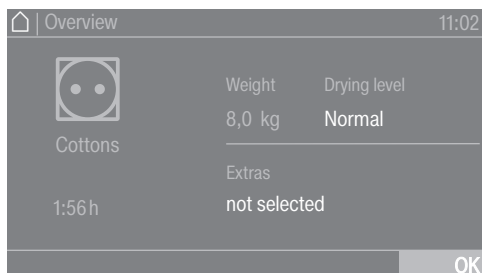 | Overview 11:02
Cottons
1:56 h
Weight Drying level
8,0 kg Normal
Extras
not selected
OK